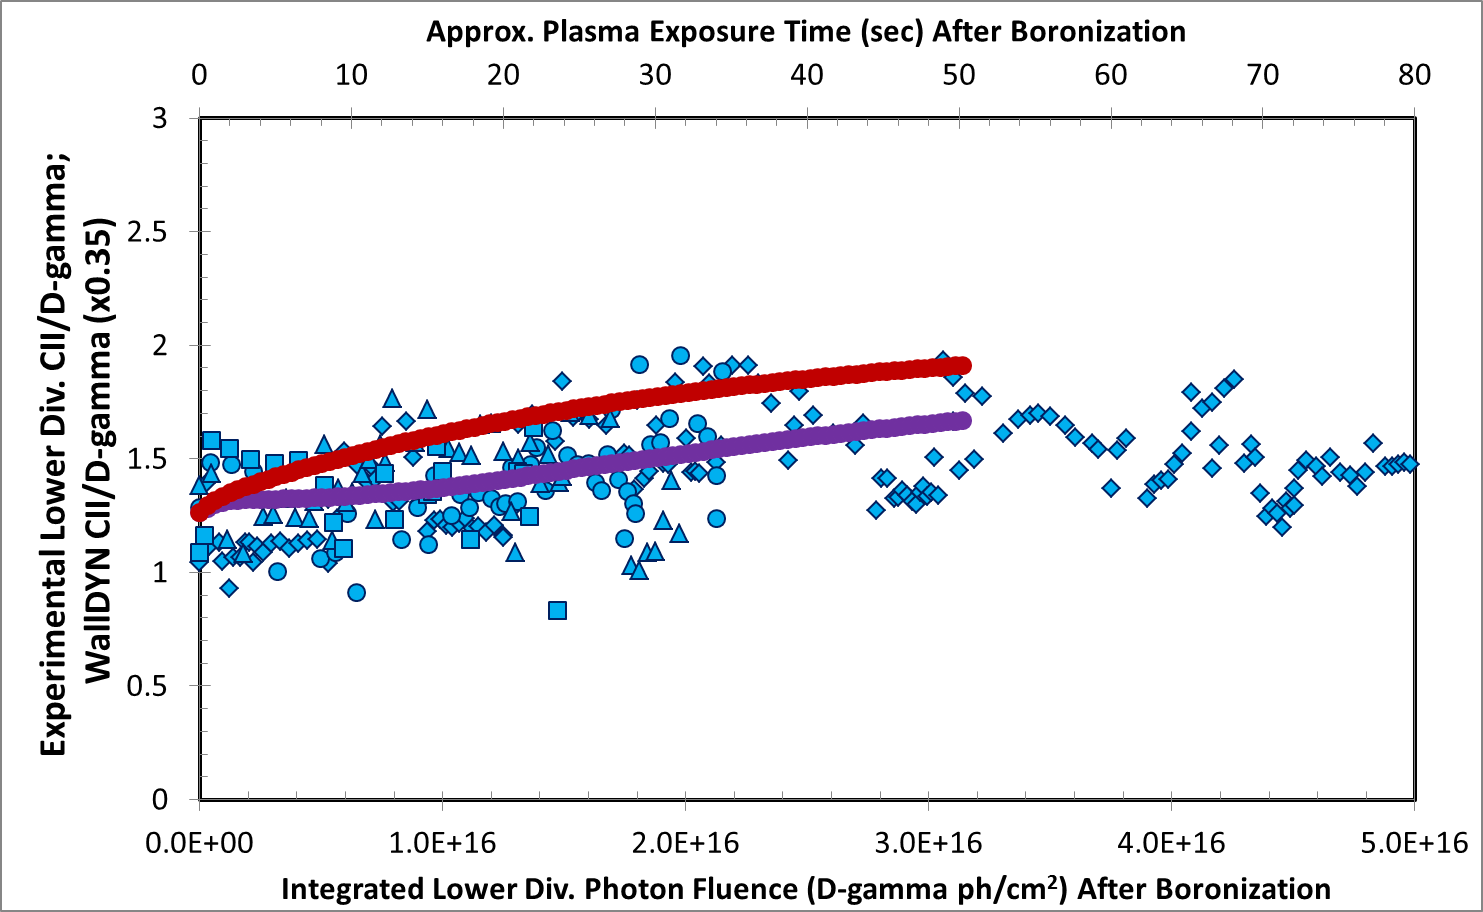 Approx. Plasma Exposure Time (sec) After Boronization
0 10 20 30 40 50 60 70 80
Experimental Lower Div. CII/D-gamma;
WallDYN CII/D-gamma (x0.35)
3
2.5
2
1.5
1
0.5
0
0.0E+00 1.0E+16 2.0E+16 3.0E+16 4.0E+16 5.0E+16
Integrated Lower Div. Photon Fluence (D-gamma ph/cm²) After Boronization